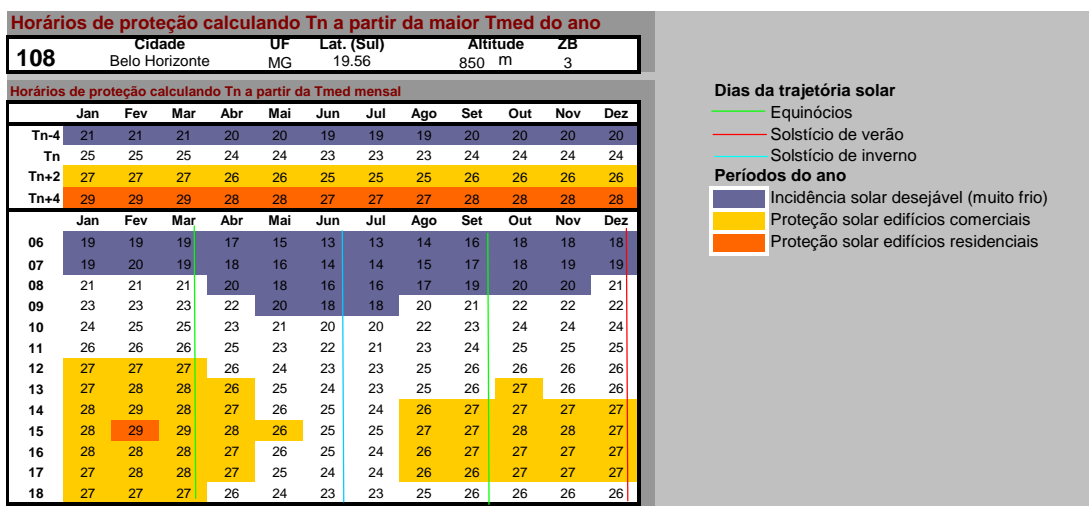 Horários de proteção calculando Tn a partir da maior Tmed do ano
Cidade UF Lat. (Sul) Altitude ZB
108 Belo Horizonte MG 19.56 850 m 3
Horários de proteção calculando Tn a partir da Tmed mensal
Jan Fev Mar Abr Mai Jun Jul Ago Set Out Nov Dez
Tn-4 21 21 21 20 20 19 19 19 20 20 20 20
Tn 25 25 25 24 24 23 23 23 24 24 24 24
Tn+2 27 27 27 26 26 25 25 25 26 26 26 26
Tn+4 29 29 29 28 28 27 27 27 28 28 28 28
Jan Fev Mar Abr Mai Jun Jul Ago Set Out Nov Dez
06 19 19 19 17 15 13 13 14 16 18 18 18
07 19 20 19 18 16 14 14 15 17 18 19 19
08 21 21 21 20 18 16 16 17 19 20 20 21
09 23 23 23 22 20 18 18 20 21 22 22 22
10 24 25 25 23 21 20 20 22 23 24 24 24
11 26 26 26 25 23 22 21 23 24 25 25 25
12 27 27 27 26 24 23 23 25 26 26 26 26
13 27 28 28 26 25 24 23 25 26 27 26 26
14 28 29 28 27 26 25 24 26 27 27 27 27
15 28 29 29 28 26 25 25 27 27 28 28 27
16 28 28 28 27 26 25 24 26 27 27 27 27
17 27 28 28 27 25 24 24 26 26 27 27 27
18 27 27 27 26 24 23 23 25 26 26 26 26
Dias da trajetória solar
Equinócios
Solstício de verão
Solstício de inverno
Períodos do ano
Incidência solar desejável (muito frio)
Proteção solar edifícios comerciais
Proteção solar edifícios residenciais